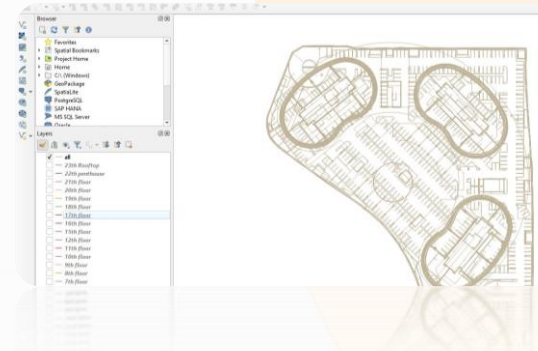 Browser
Favorites
Spatial Bookmarks
Project Home
Home
C:\ (Windows)
GeoPackage
SpatiaLite
PostgreSQL
SAP HANA
MS SQL Server
Oracle
Layers
all
23th Rooftop
22th penthouse
21th floor
20th floor
19th floor
18th floor
17th floor
16th floor
15th floor
12th floor
11th floor
10th floor
9th floor
8th floor
7th floor